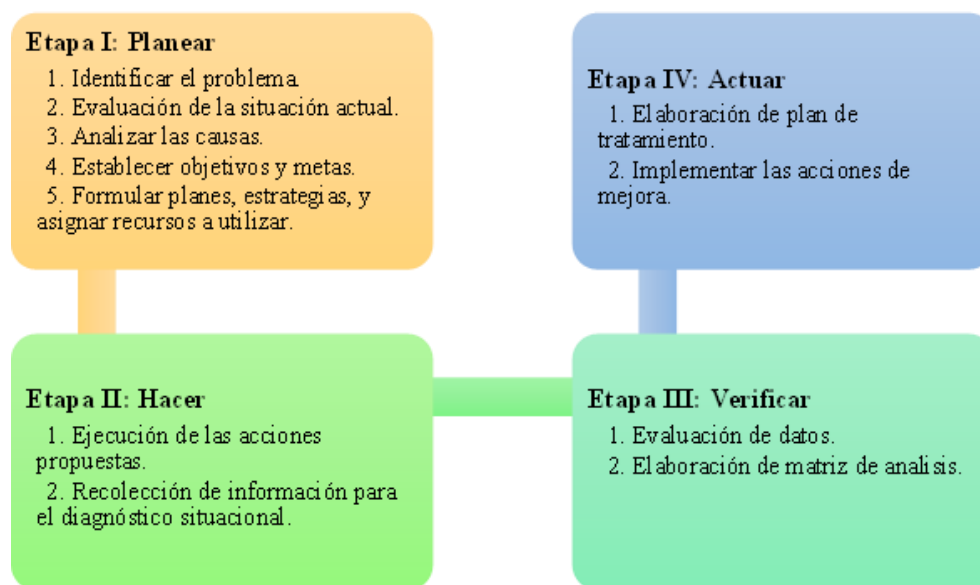 Etapa I: Planear
1. Identificar el problema.
2. Evaluación de la situación actual.
3. Analizar las causas.
4. Establecer objetivos y metas.
5. Formular planes, estrategias, y
asignar recursos a utilizar.
Etapa II: Hacer
1. Ejecución de las acciones
propuestas.
2. Recolección de información para
el diagnóstico situacional.
Etapa III: Verificar
1. Evaluación de datos.
2. Elaboración de matriz de analisis.
Etapa IV: Actuar
1. Elaboración de plan de
tratamiento.
2. Implementar las acciones de
mejora.